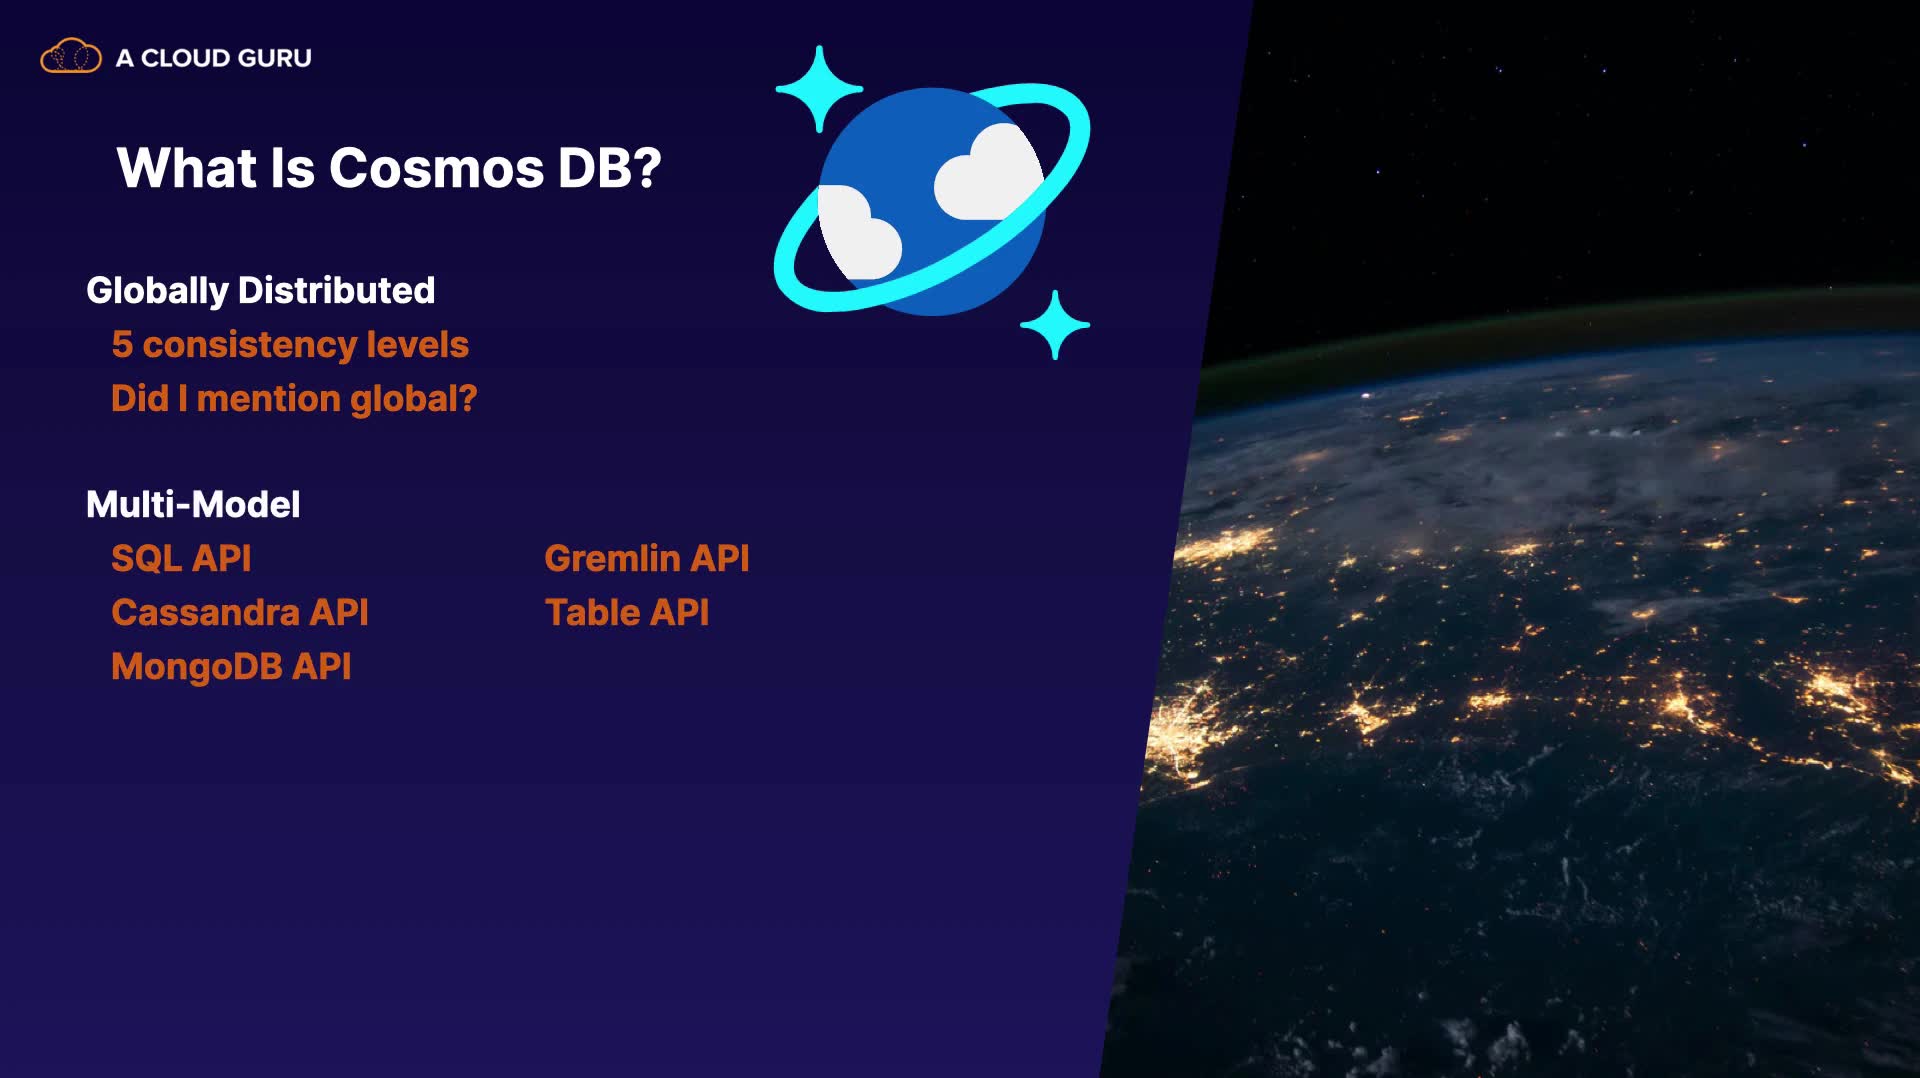 A CLOUD GURU
What Is Cosmos DB?
Globally Distributed
5 consistency levels
Did I mention global?
Multi-Model
SQL API
Cassandra API
MongoDB API
Gremlin API
Table API